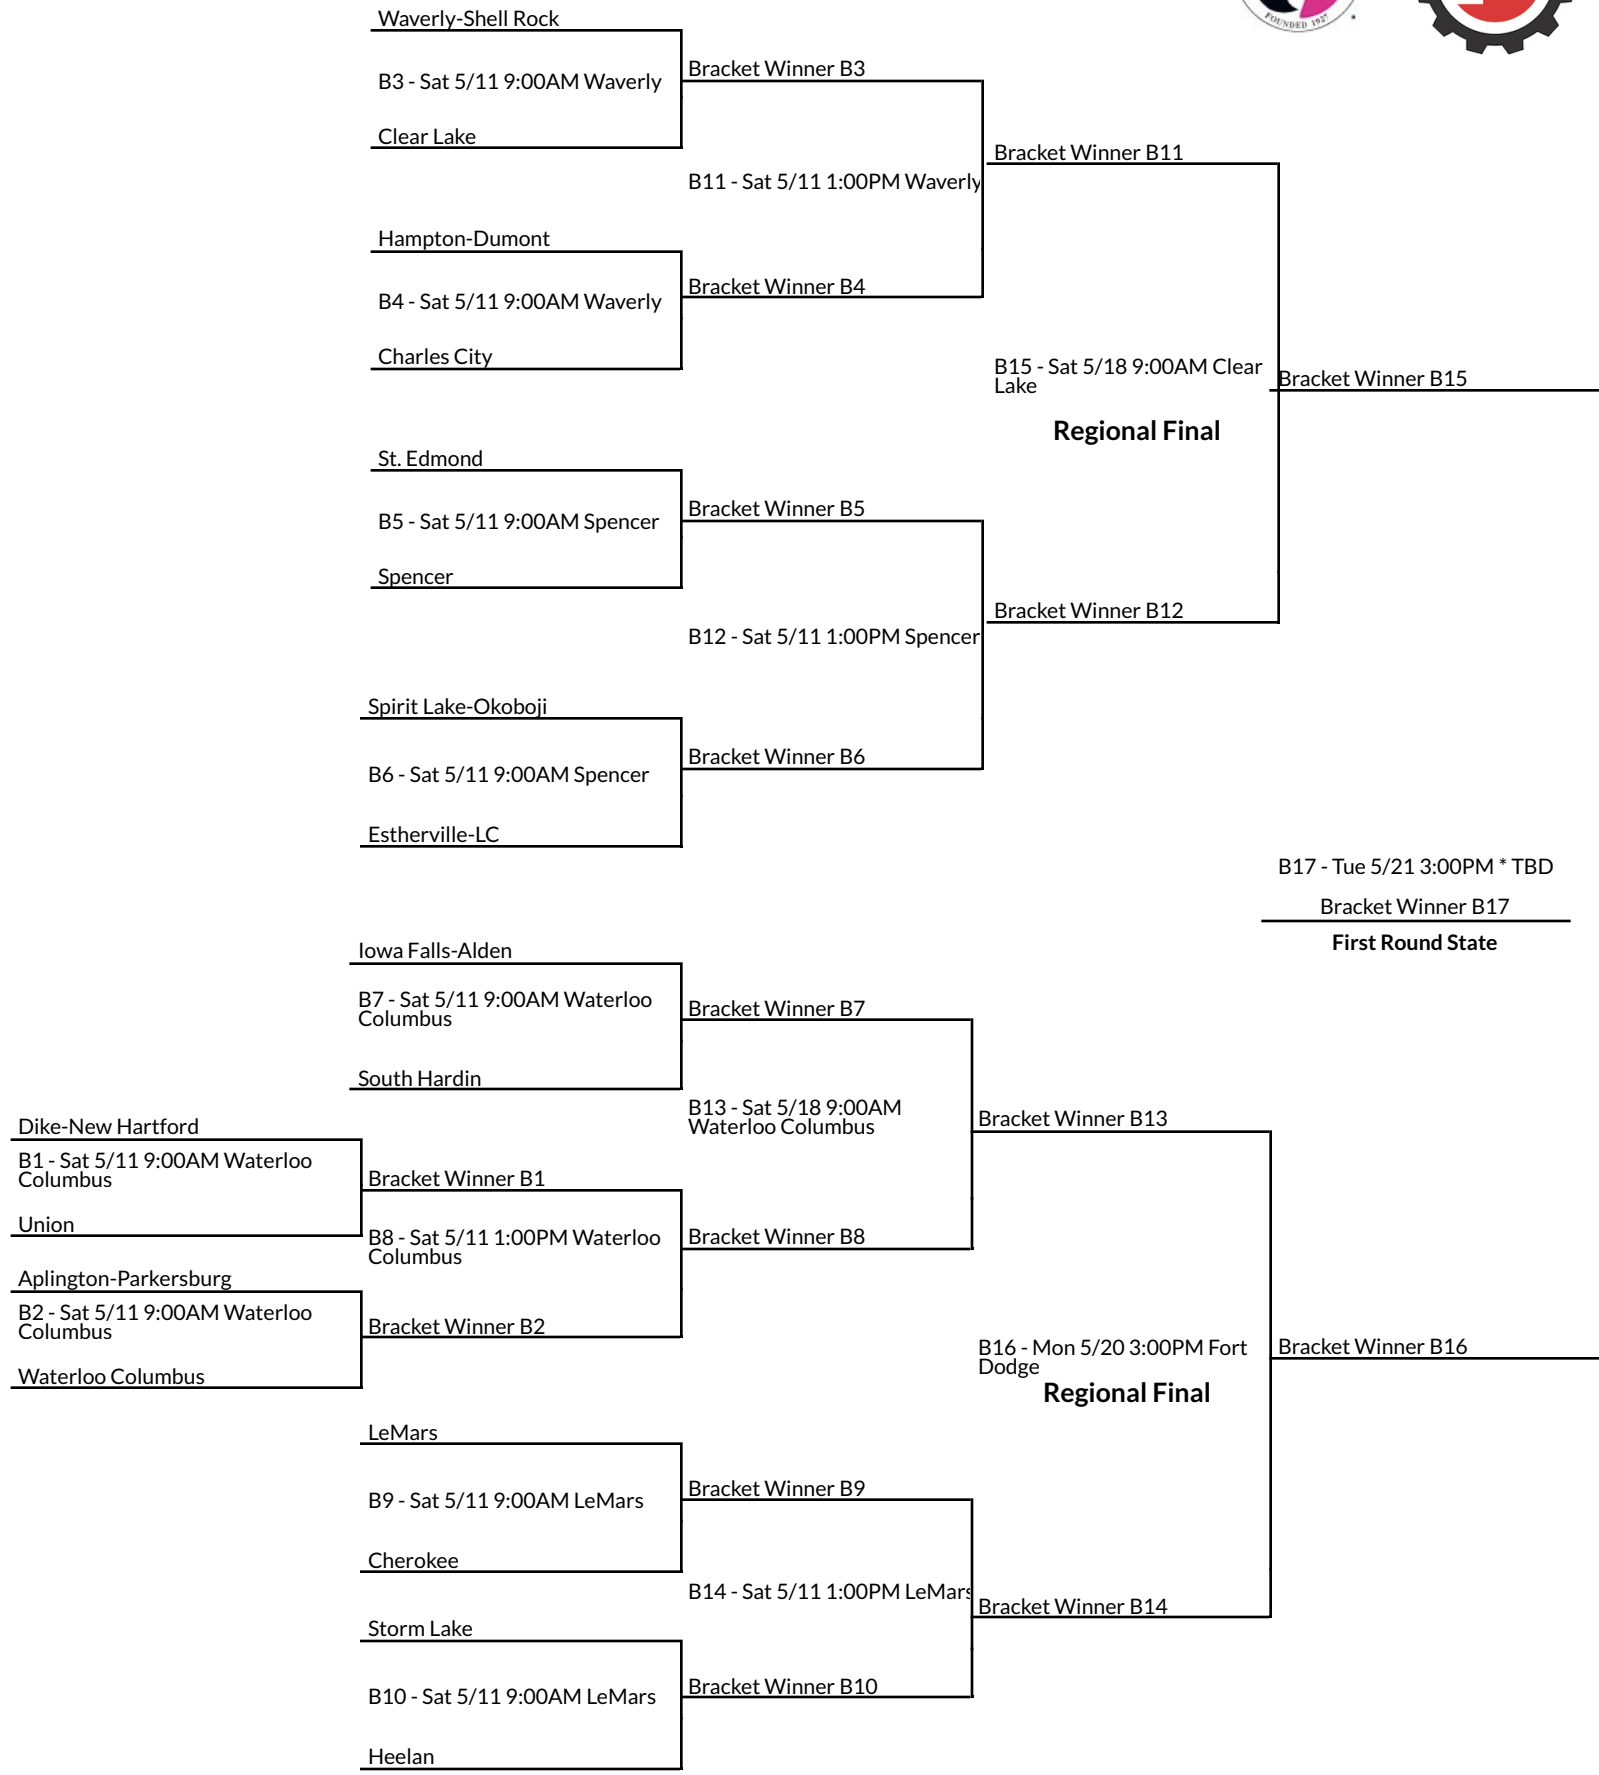 FOUNDED 1927
Waverly-Shell Rock
B3 - Sat 5/11 9:00AM Waverly
Clear Lake
Bracket Winner B3
B11 - Sat 5/11 1:00PM Waverly
Hampton-Dumont
B4 - Sat 5/11 9:00AM Waverly
Charles City
Bracket Winner B4
Bracket Winner B11
B15 - Sat 5/18 9:00AM Clear
Lake
Regional Final
Bracket Winner B15
St. Edmond
B5 - Sat 5/11 9:00AM Spencer
Spencer
Bracket Winner B5
B12 - Sat 5/11 1:00PM Spencer
Bracket Winner B12
Spirit Lake-Okoboji
B6 - Sat 5/11 9:00AM Spencer
Estherville-LC
Bracket Winner B6
B17 - Tue 5/21 3:00PM * TBD
Bracket Winner B17
First Round State
Iowa Falls-Alden
B7 - Sat 5/11 9:00AM Waterloo
Columbus
South Hardin
Bracket Winner B7
B13 - Sat 5/18 9:00AM
Waterloo Columbus
Bracket Winner B13
Dike-New Hartford
B1 - Sat 5/11 9:00AM Waterloo
Columbus
Union
Bracket Winner B1
B8 - Sat 5/11 1:00PM Waterloo
Columbus
Bracket Winner B8
Aplington-Parkersburg
B2 - Sat 5/11 9:00AM Waterloo
Columbus
Waterloo Columbus
Bracket Winner B2
B16 - Mon 5/20 3:00PM Fort
Dodge
Regional Final
Bracket Winner B16
LeMars
B9 - Sat 5/11 9:00AM LeMars
Cherokee
Bracket Winner B9
B14 - Sat 5/11 1:00PM LeMars
Bracket Winner B14
Storm Lake
B10 - Sat 5/11 9:00AM LeMars
Heelan
Bracket Winner B10